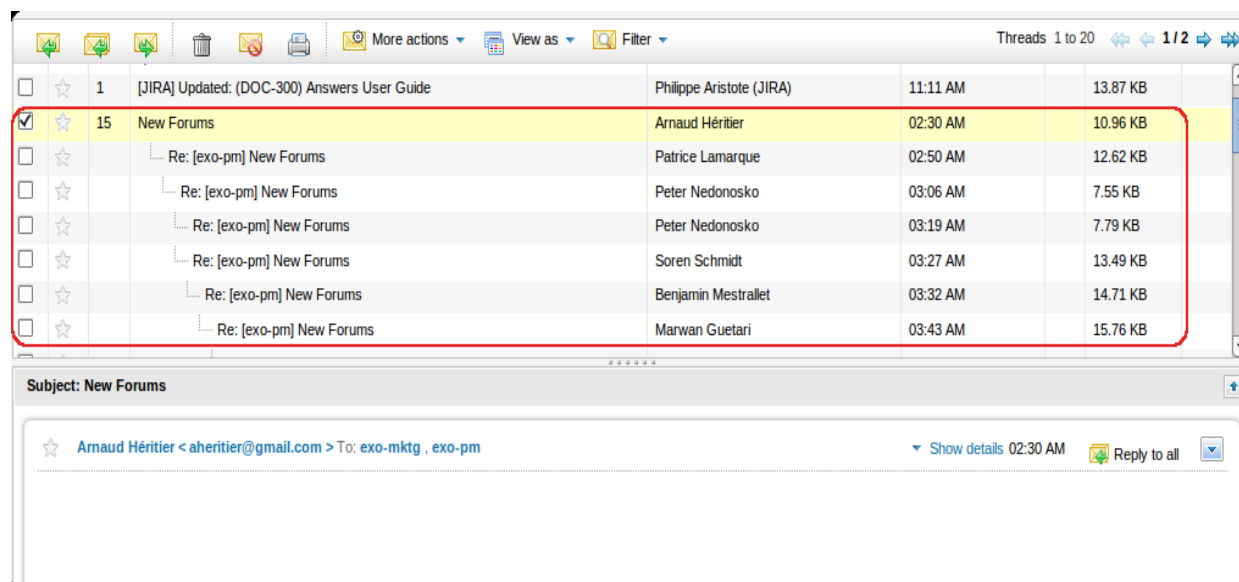 More actions View as Filter Threads 1 to 20 1 / 2
1 [JIRA] Updated: (DOC-300) Answers User Guide Philippe Aristote (JIRA) 11:11 AM 13.87 KB
15 New Forums Arnaud Héritier 02:30 AM 10.96 KB
Re: [exo-pm] New Forums Patrice Lamarque 02:50 AM 12.62 KB
Re: [exo-pm] New Forums Peter Nedonosko 03:06 AM 7.55 KB
Re: [exo-pm] New Forums Peter Nedonosko 03:19 AM 7.79 KB
Re: [exo-pm] New Forums Soren Schmidt 03:27 AM 13.49 KB
Re: [exo-pm] New Forums Benjamin Mestrallet 03:32 AM 14.71 KB
Re: [exo-pm] New Forums Marwan Guetari 03:43 AM 15.76 KB
Subject: New Forums
Arnaud Héritier < aheritier@gmail.com > To: exo-mktg , exo-pm Show details 02:30 AM Reply to all